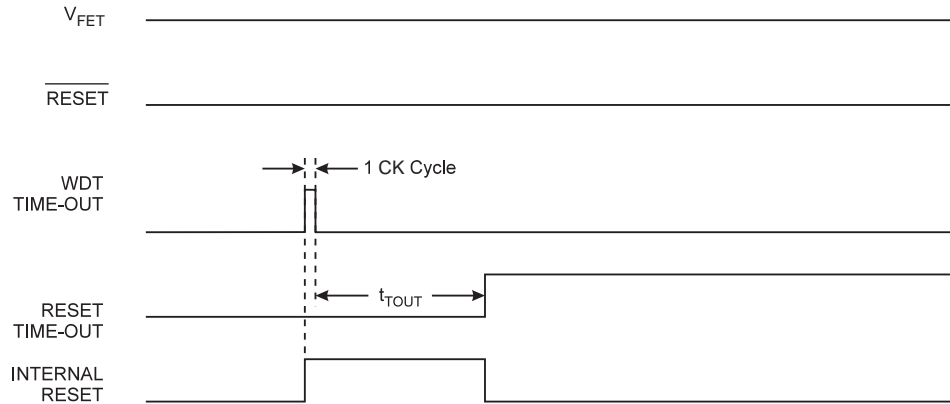 VFET
RESET
1 CK Cycle
WDT
TIME-OUT
tTOUT
RESET
TIME-OUT
INTERNAL
RESET